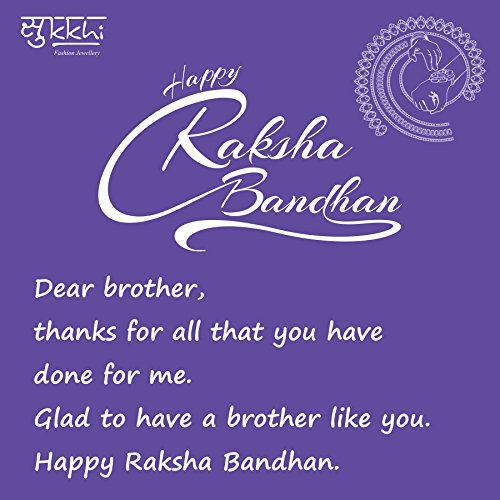 सुkkhi
Fashion Jewellery
Happy
Raksha
Bandhan
Dear brother,
thanks for all that you have
done for me.
Glad to have a brother like you.
Happy Raksha Bandhan.